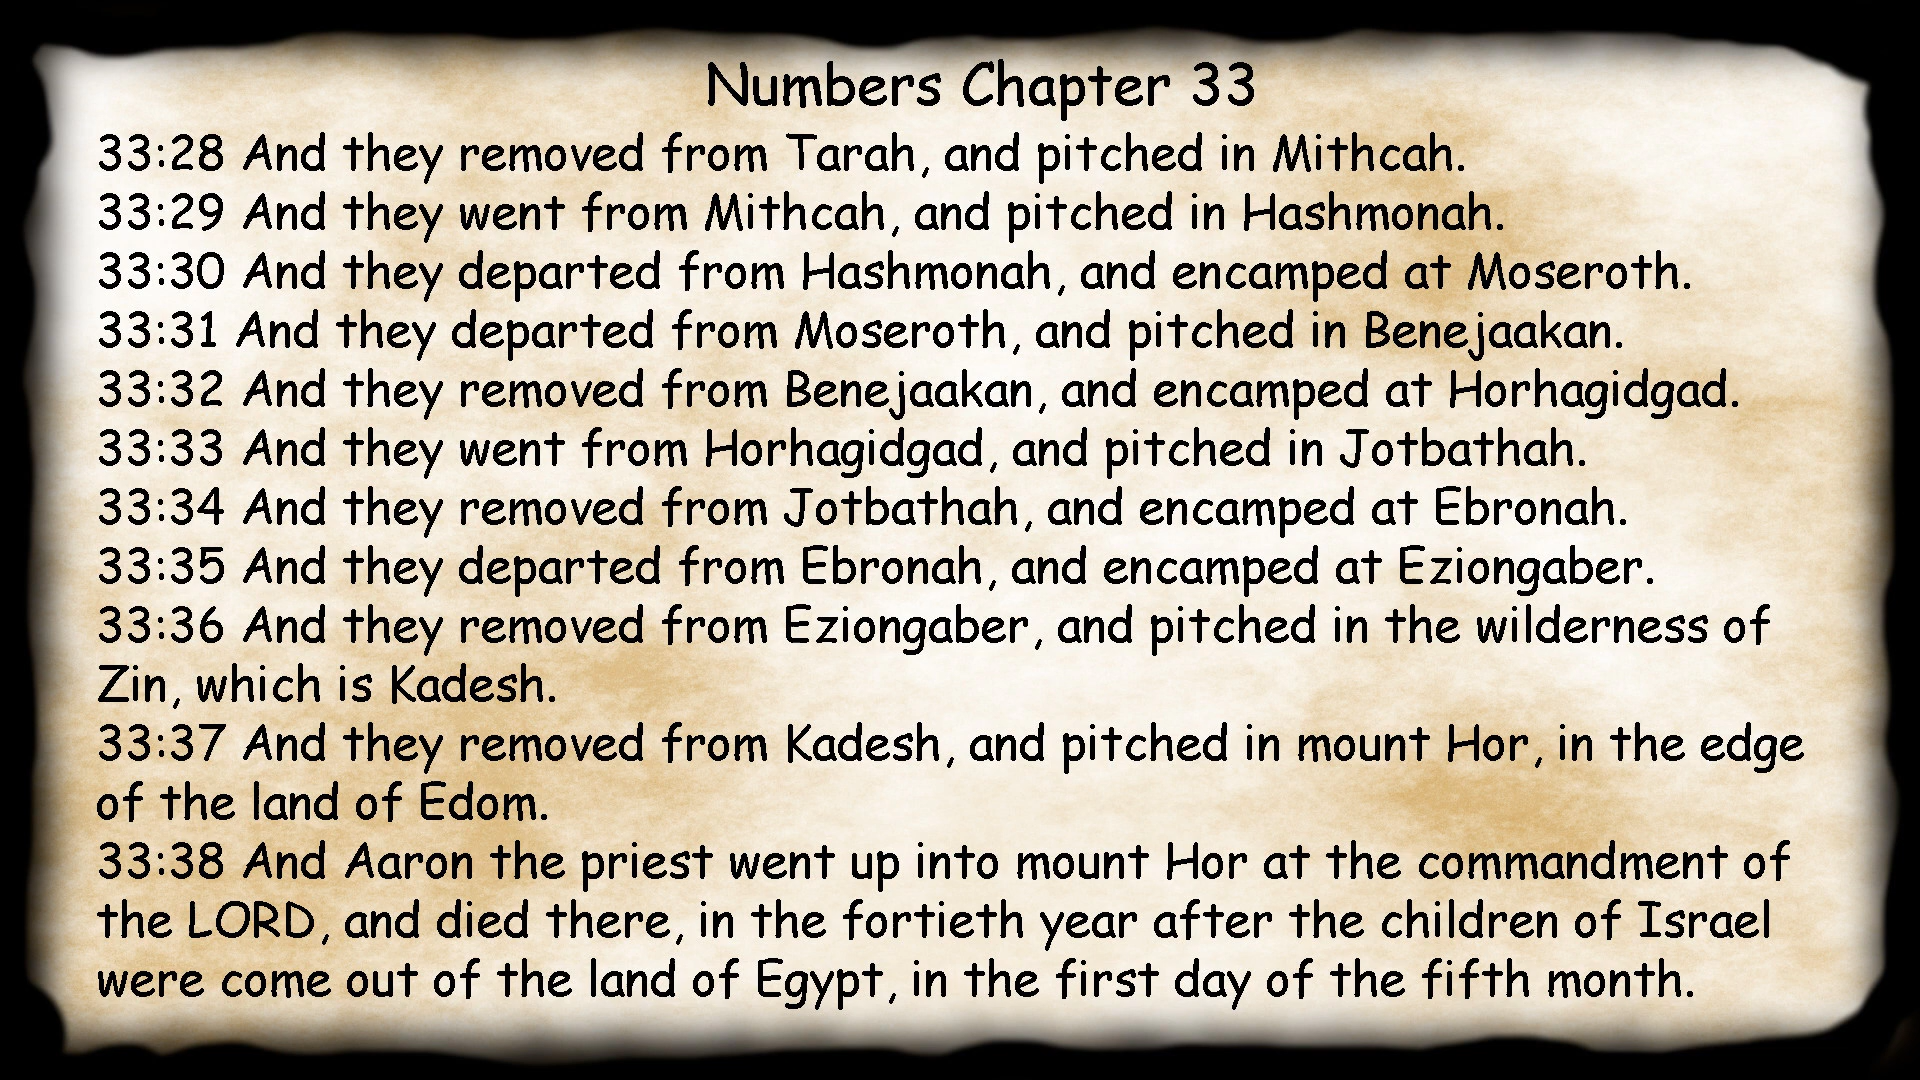 Numbers Chapter 33
33:28 And they removed from Tarah, and pitched in Mithcah.
33:29 And they went from Mithcah, and pitched in Hashmonah.
33:30 And they departed from Hashmonah, and encamped at Moseroth.
33:31 And they departed from Moseroth, and pitched in Benejaakan.
33:32 And they removed from Benejaakan, and encamped at Horhagidgad.
33:33 And they went from Horhagidgad, and pitched in Jotbathah.
33:34 And they removed from Jotbathah, and encamped at Ebronah.
33:35 And they departed from Ebronah, and encamped at Eziongaber.
33:36 And they removed from Eziongaber, and pitched in the wilderness of
Zin, which is Kadesh.
33:37 And they removed from Kadesh, and pitched in mount Hor, in the edge
of the land of Edom.
33:38 And Aaron the priest went up into mount Hor at the commandment of
the LORD, and died there, in the fortieth year after the children of Israel
were come out of the land of Egypt, in the first day of the fifth month.